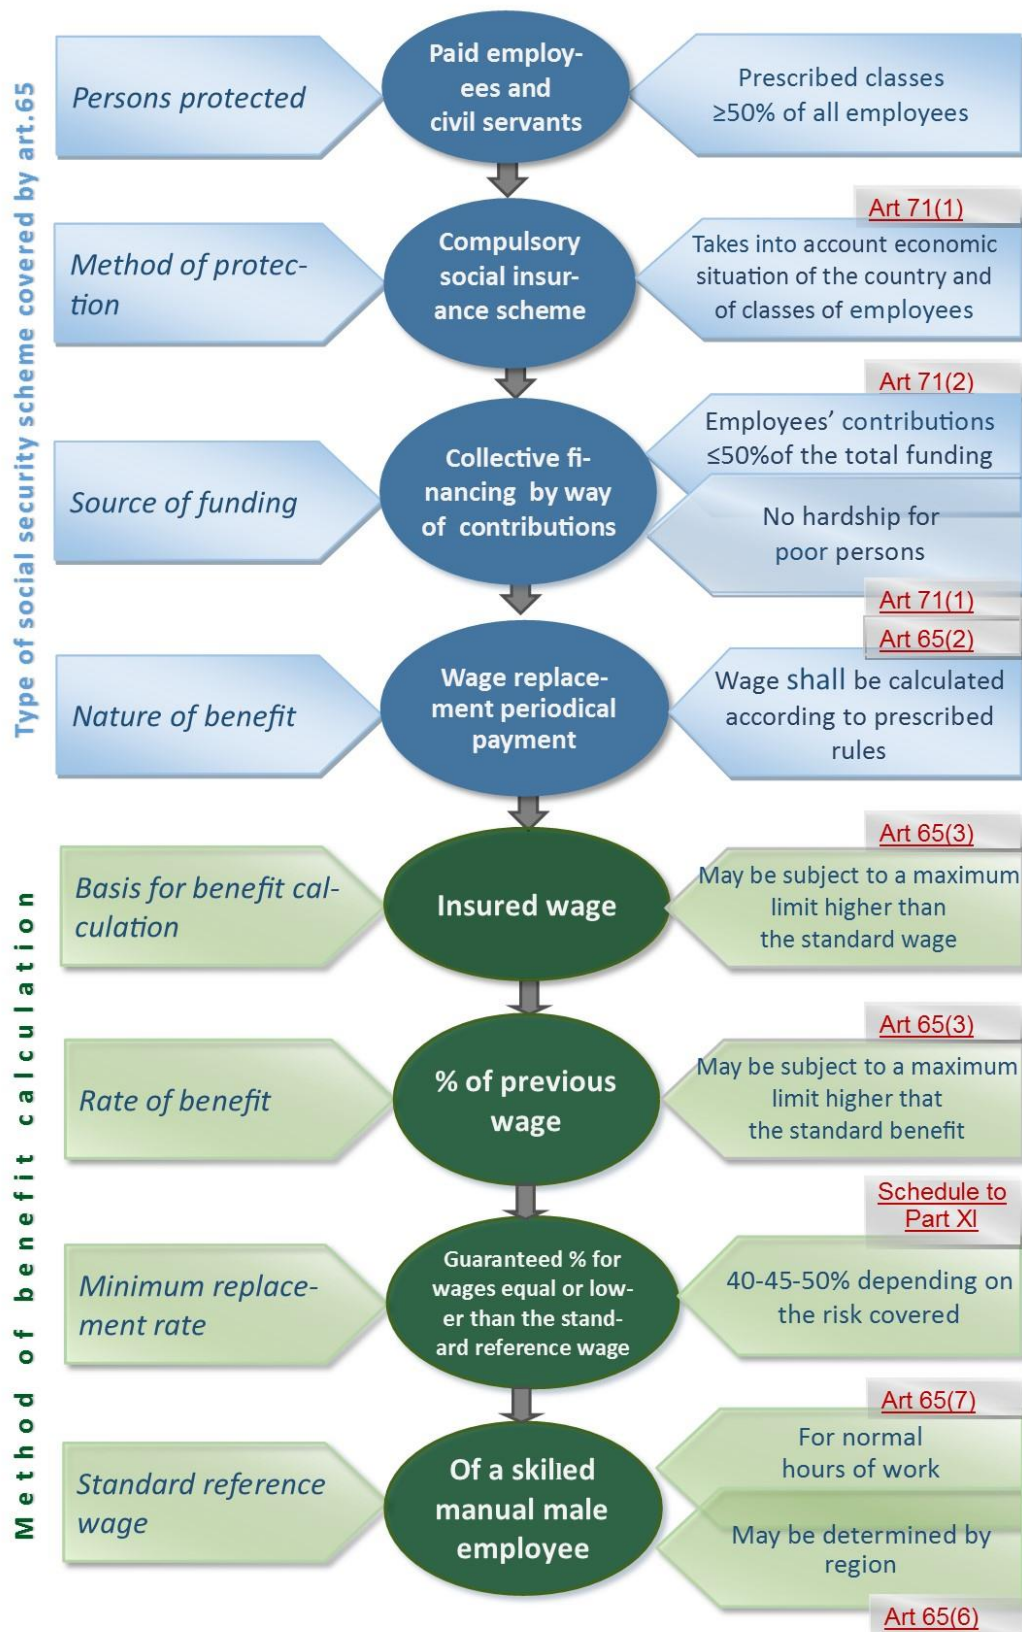 Type of social security scheme covered by art.65
Persons protected
Paid employ-
ees and
civil servants
Prescribed classes
≥50% of all employees
Method of protec-
tion
Compulsory
social insur-
ance scheme
Art 71(1)
Takes into account economic
situation of the country and
of classes of employees
Source of funding
Collective fi-
nancing by way
of contributions
Art 71(2)
Employees’ contributions
≤50%of the total funding
No hardship for
poor persons
Art 71(1)
Nature of benefit
Wage replace-
ment periodical
payment
Art 65(2)
Wage shall be calculated
according to prescribed
rules
Method of benefit calculation
Basis for benefit cal-
culation
Insured wage
Art 65(3)
May be subject to a maximum
limit higher than
the standard wage
Rate of benefit
% of previous
wage
Art 65(3)
May be subject to a maximum
limit higher that
the standard benefit
Minimum replace-
ment rate
Guaranteed % for
wages equal or low-
er than the stand-
ard reference wage
Schedule to
Part XI
40-45-50% depending on
the risk covered
Standard reference
wage
Of a skilled
manual male
employee
Art 65(7)
For normal
hours of work
May be determined by
region
Art 65(6)